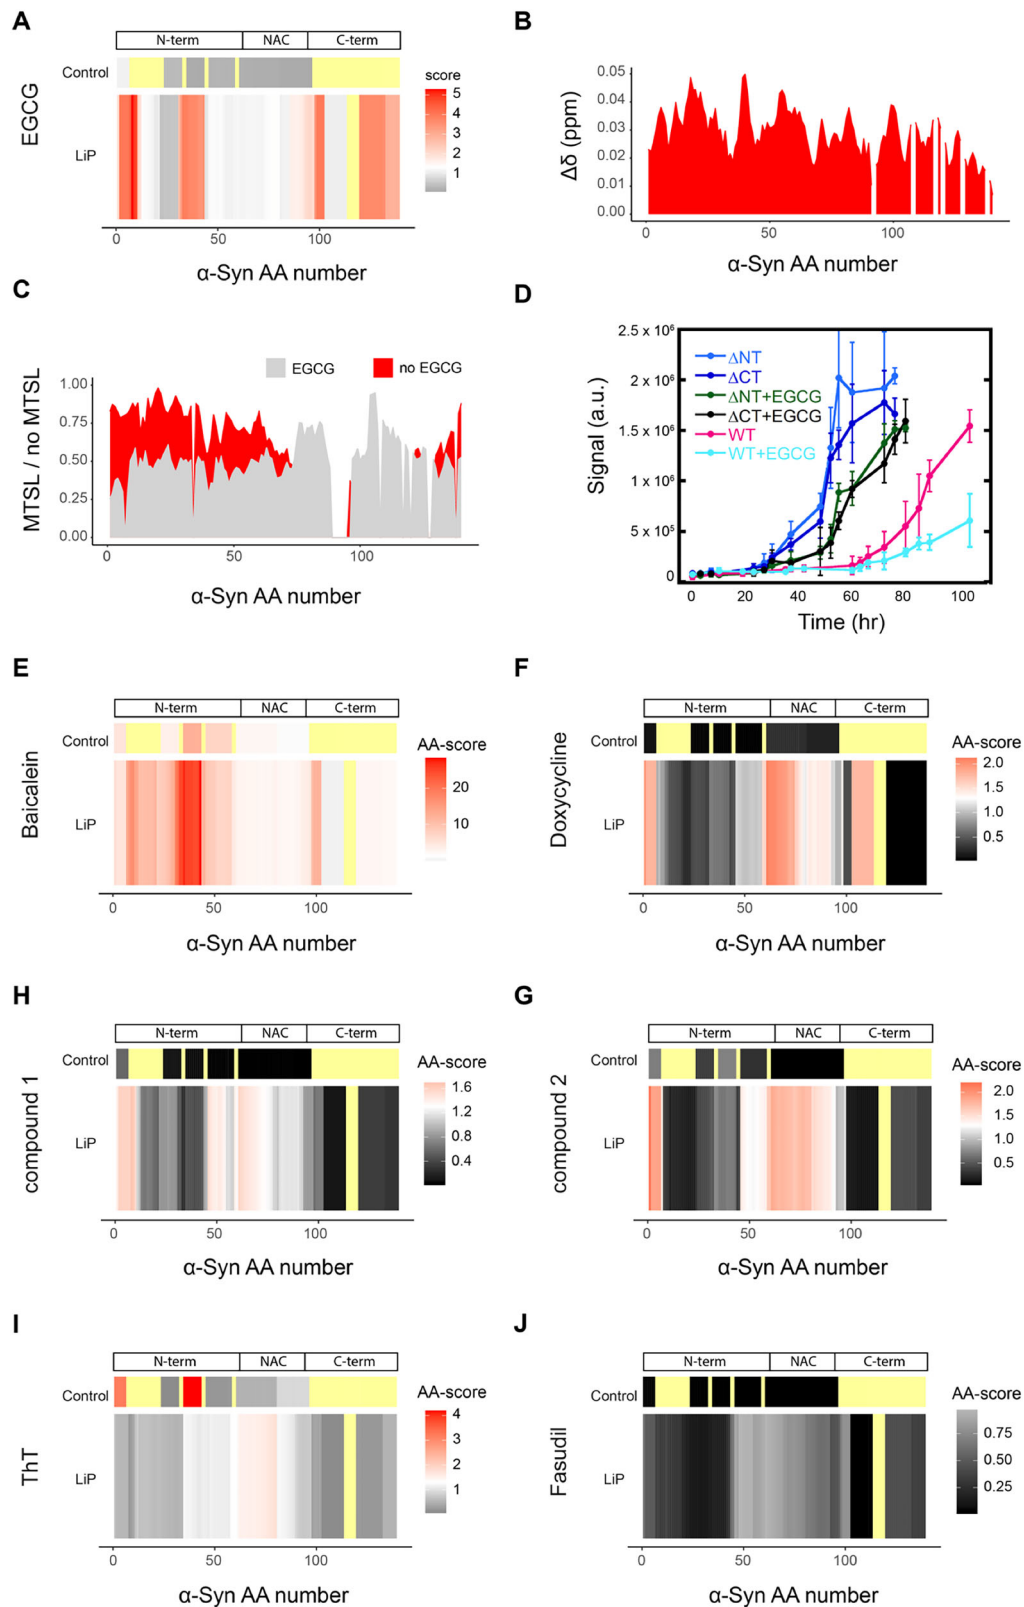 A
N-term NAC C-term
Control
EGCG
LiP
score
5
4
3
2
1
0 50 100
α-Syn AA number
B
Δδ (ppm)
0.05
0.04
0.03
0.02
0.01
0.00
0 50 100
α-Syn AA number
C
EGCG no EGCG
MTSL / no MTSL
1.00
0.75
0.50
0.25
0.00
0 50 100
α-Syn AA number
D
Signal (a.u.)
2.5 x 10⁶
2 x 10⁶
1.5 x 10⁶
1 x 10⁶
5 x 10⁵
0
ΔNT
ΔCT
ΔNT+EGCG
ΔCT+EGCG
WT
WT+EGCG
0 20 40 60 80 100
Time (hr)
E
N-term NAC C-term
Control
Baicalein
LiP
AA-score
20
10
0 50 100
α-Syn AA number
F
N-term NAC C-term
Control
Doxycycline
LiP
AA-score
2.0
1.5
1.0
0.5
0 50 100
α-Syn AA number
H
N-term NAC C-term
Control
compound 1
LiP
AA-score
1.6
1.2
0.8
0.4
0 50 100
α-Syn AA number
G
N-term NAC C-term
Control
compound 2
LiP
AA-score
2.0
1.5
1.0
0.5
0 50 100
α-Syn AA number
I
N-term NAC C-term
Control
ThT
LiP
AA-score
4
3
2
1
0 50 100
α-Syn AA number
J
N-term NAC C-term
Control
Fasudil
LiP
AA-score
0.75
0.50
0.25
0 50 100
α-Syn AA number